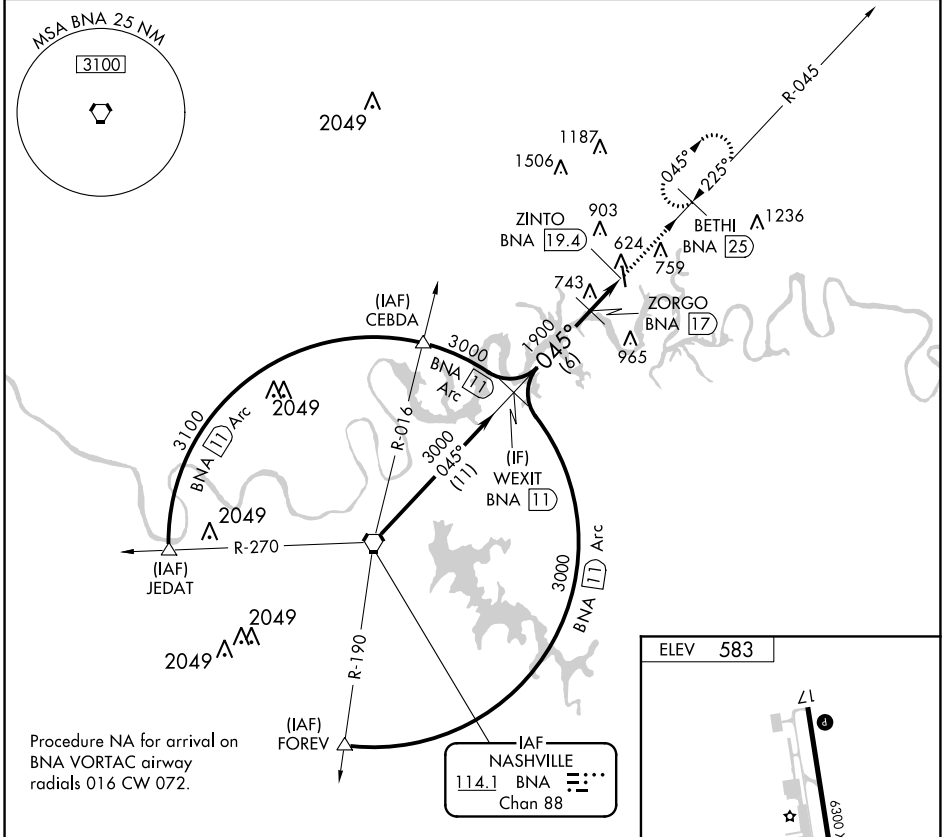 MSA BNA 25 NM
3100
2049
1187
1506
R-045
045°
225°
903
ZINTO
BNA 19.4
624
BETHI
BNA 25
1236
759
743
ZORGO
BNA 17
965
(IAF)
CEBDA
3000
BNA 11
Arc
1900
045°
(6)
3100
BNA 11 Arc
2049
R-016
3000
045°
(11)
(IF)
WEXIT
BNA 11
2049
R-270
(IAF)
JEDAT
3000
BNA 11 Arc
2049
2049
R-190
(IAF)
FOREV
Procedure NA for arrival on
BNA VORTAC airway
radials 016 CW 072.
IAF
NASHVILLE
114.1 BNA
Chan 88
ELEV 583
17
P
6300 X